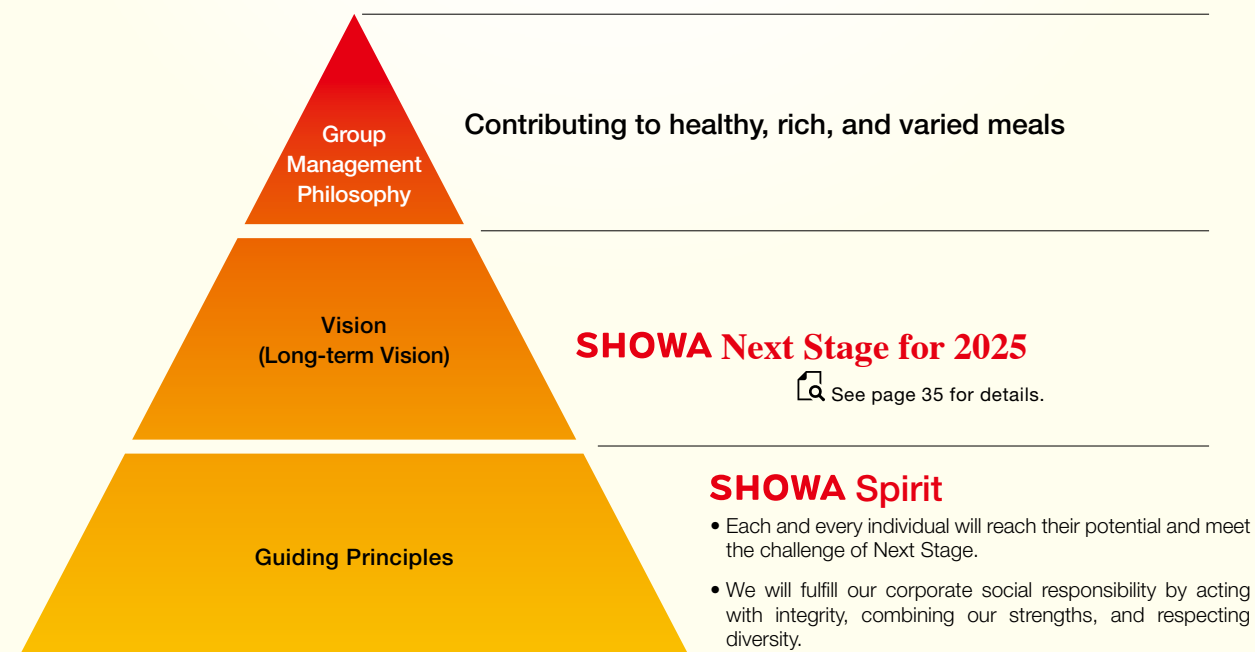 Group
Management
Philosophy
Contributing to healthy, rich, and varied meals
Vision
(Long-term Vision)
SHOWA Next Stage for 2025
See page 35 for details.
Guiding Principles
SHOWA Spirit
• Each and every individual will reach their potential and meet
the challenge of Next Stage.
• We will fulfill our corporate social responsibility by acting
with integrity, combining our strengths, and respecting
diversity.